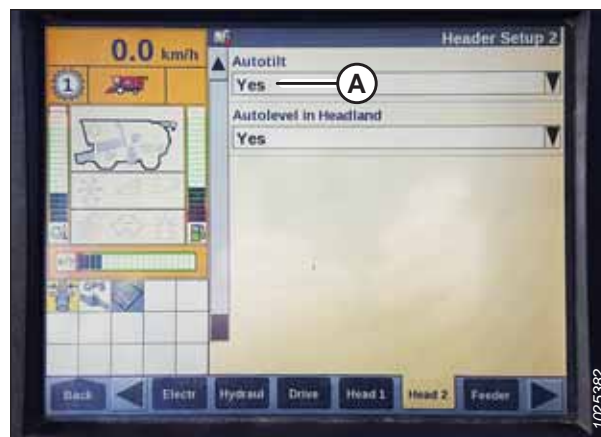 0.0 km/h
Header Setup 2
Autotilt
1
Yes
A
Autolevel in Headland
Yes
Back
Electr
Hydraul
Drive
Head 1
Head 2
Feeder
1025382